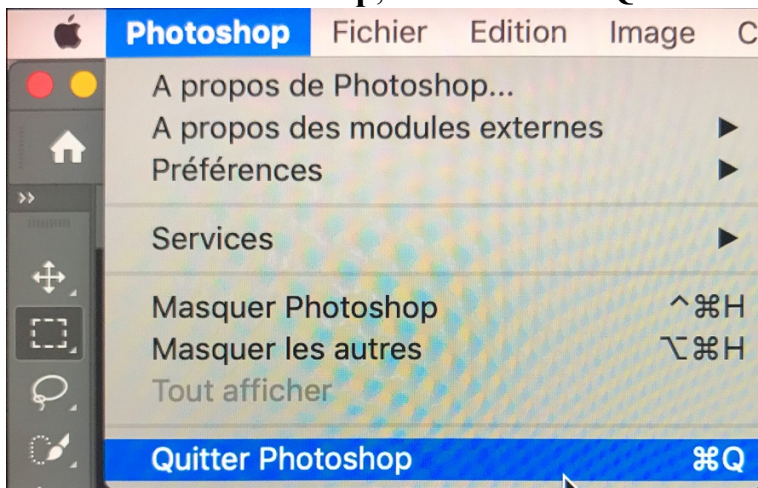 Photoshop Fichier Edition Image C
A propos de Photoshop...
A propos des modules externes
Préférences
Services
Masquer Photoshop ^⌘H
Masquer les autres ⌥⌘H
Tout afficher
Quitter Photoshop ⌘Q